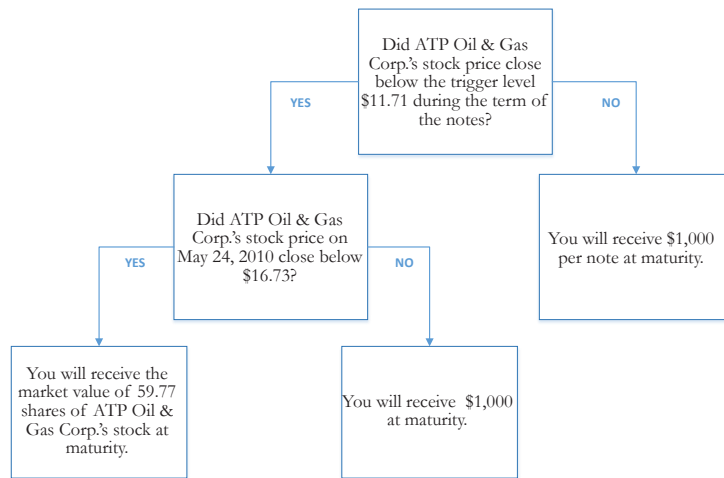 Did ATP Oil & Gas
Corp.'s stock price close
below the trigger level
$11.71 during the term of
the notes?
YES
NO
Did ATP Oil & Gas
Corp.'s stock price on
May 24, 2010 close below
$16.73?
You will receive $1,000
per note at maturity.
YES
NO
You will receive the
market value of 59.77
shares of ATP Oil &
Gas Corp.'s stock at
maturity.
You will receive $1,000
at maturity.